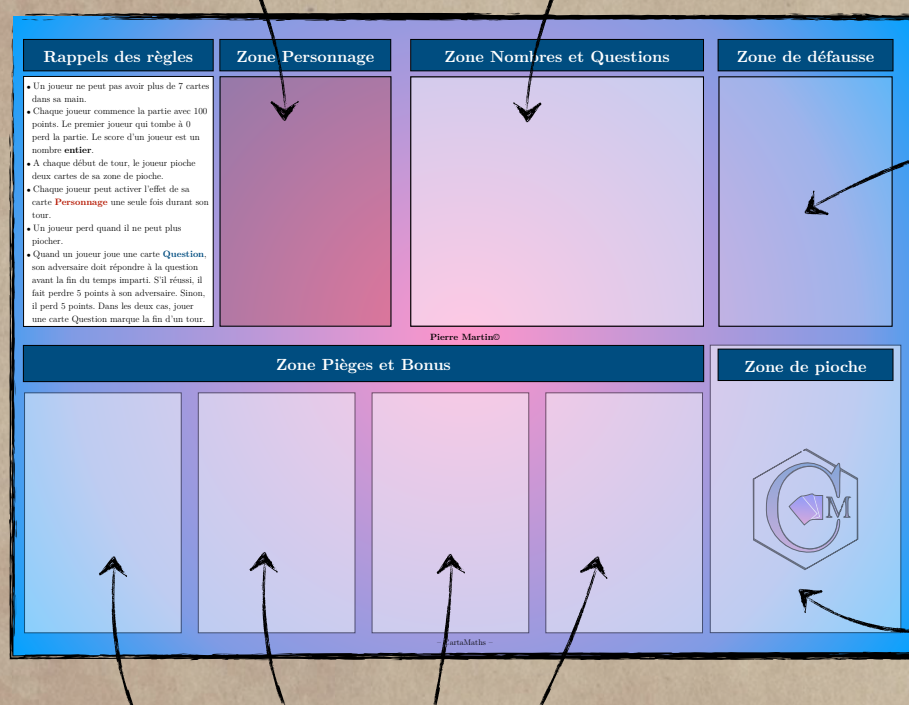 Rappels des règles
Zone Personnage
Zone Nombres et Questions
Zone de défausse
• Un joueur ne peut pas avoir plus de 7 cartes
dans sa main.
• Chaque joueur commence la partie avec 100
points. Le premier joueur qui tombe à 0
perd la partie. Le score d'un joueur est un
nombre entier.
• A chaque début de tour, le joueur pioche
deux cartes de sa zone de pioche.
• Chaque joueur peut activer l'effet de sa
carte Personnage une seule fois durant son
tour.
• Un joueur perd quand il ne peut plus
piocher.
• Quand un joueur joue une carte Question,
son adversaire doit répondre à la question
avant la fin du temps imparti. S'il réussi, il
fait perdre 5 points à son adversaire. Sinon,
il perd 5 points. Dans les deux cas, jouer
une carte Question marque la fin d'un tour.
Pierre Martin©
Zone Pièges et Bonus
Zone de pioche
C M
– CartaMaths –